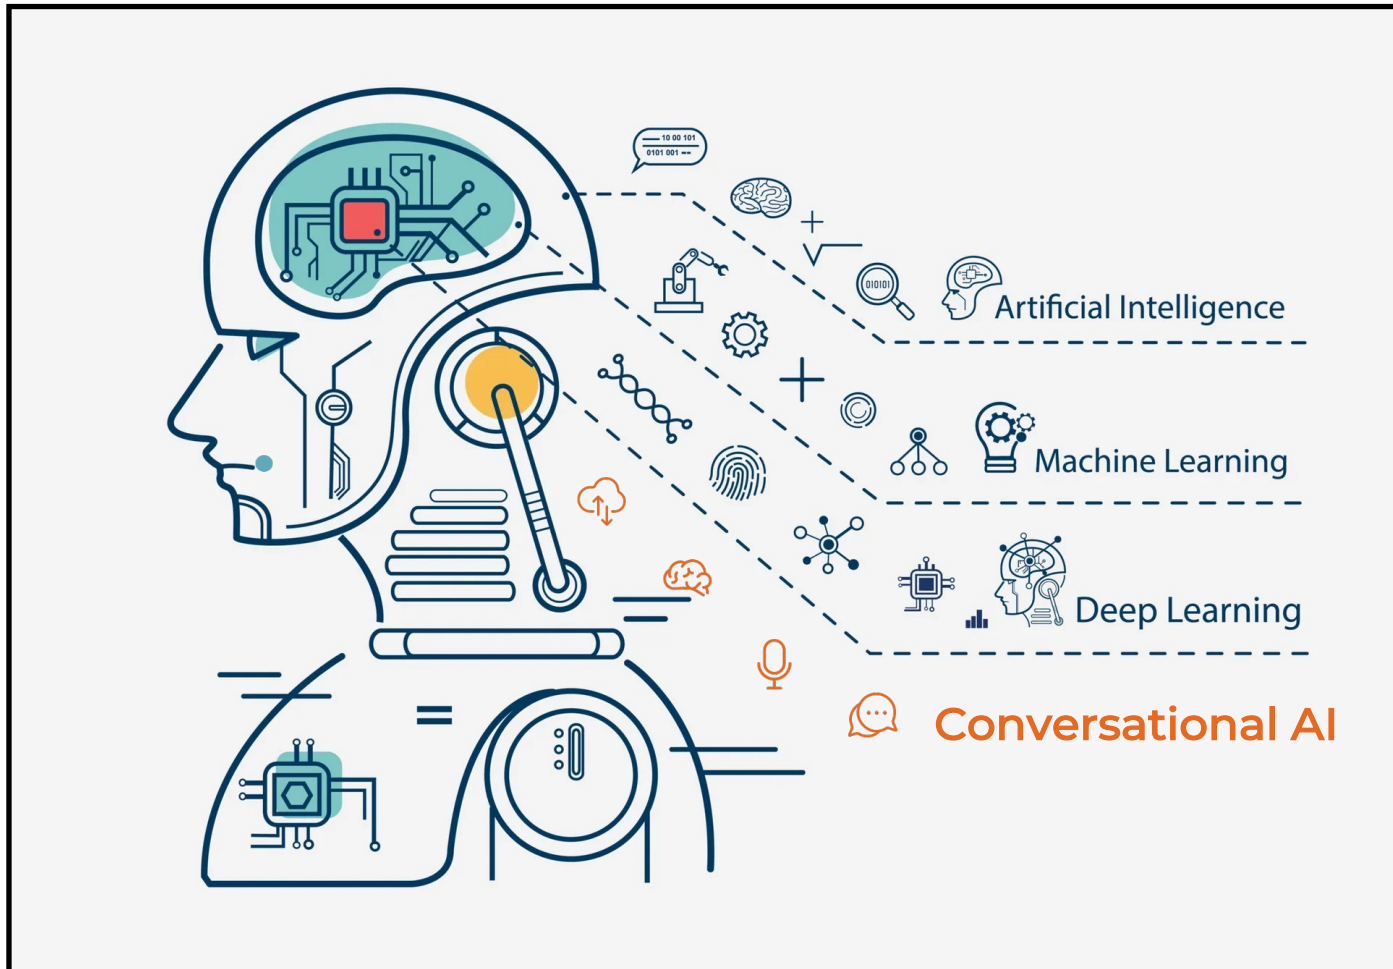 10 00 101
0101 001
010101
Artificial Intelligence
Machine Learning
Deep Learning
Conversational AI